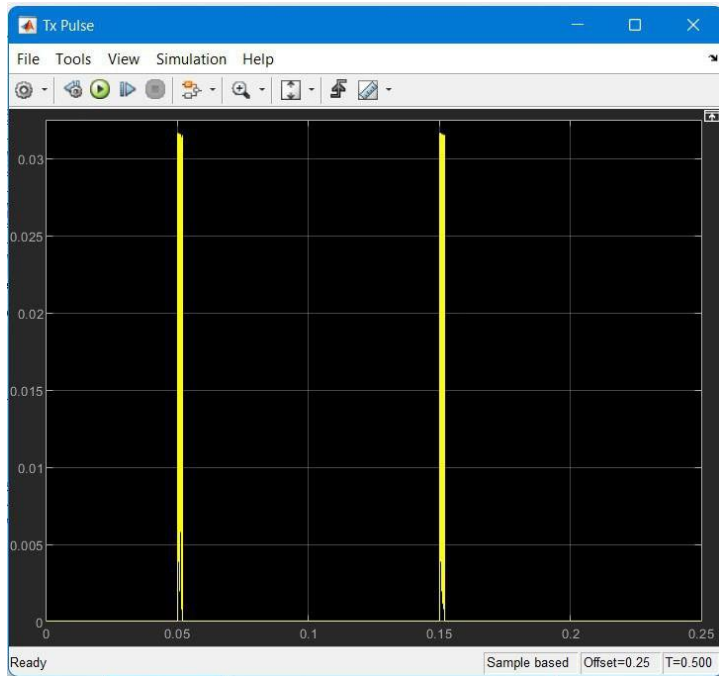 Tx Pulse
File Tools View Simulation Help
0.03
0.025
0.02
0.015
0.01
0.005
0
0 0.05 0.1 0.15 0.2 0.25
Ready Sample based Offset=0.25 T=0.500